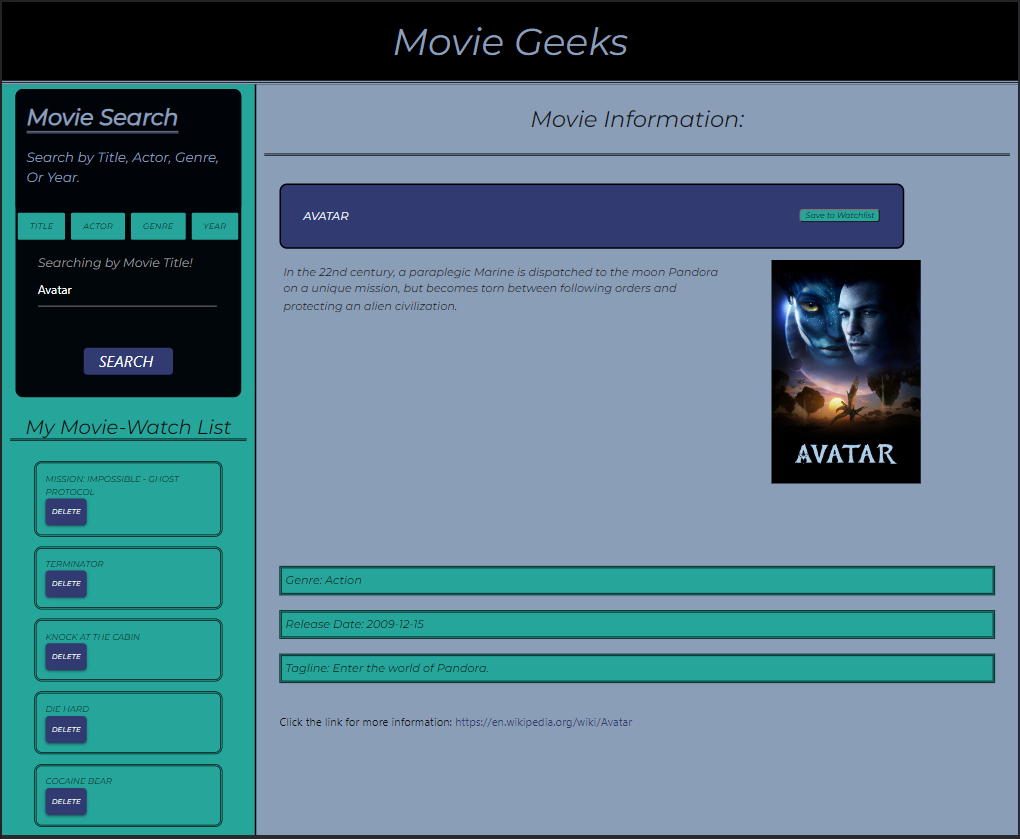 Movie Geeks
Movie Search
Search by Title, Actor, Genre,
Or Year.
TITLE
ACTOR
GENRE
YEAR
Searching by Movie Title!
Avatar
SEARCH
My Movie-Watch List
MISSION: IMPOSSIBLE - GHOST
PROTOCOL
DELETE
TERMINATOR
DELETE
KNOCK AT THE CABIN
DELETE
DIE HARD
DELETE
COCAINE BEAR
DELETE
Movie Information:
AVATAR
Save to Watchlist
In the 22nd century, a paraplegic Marine is dispatched to the moon Pandora
on a unique mission, but becomes torn between following orders and
protecting an alien civilization.
AVATAR
Genre: Action
Release Date: 2009-12-15
Tagline: Enter the world of Pandora.
Click the link for more information: https://en.wikipedia.org/wiki/Avatar